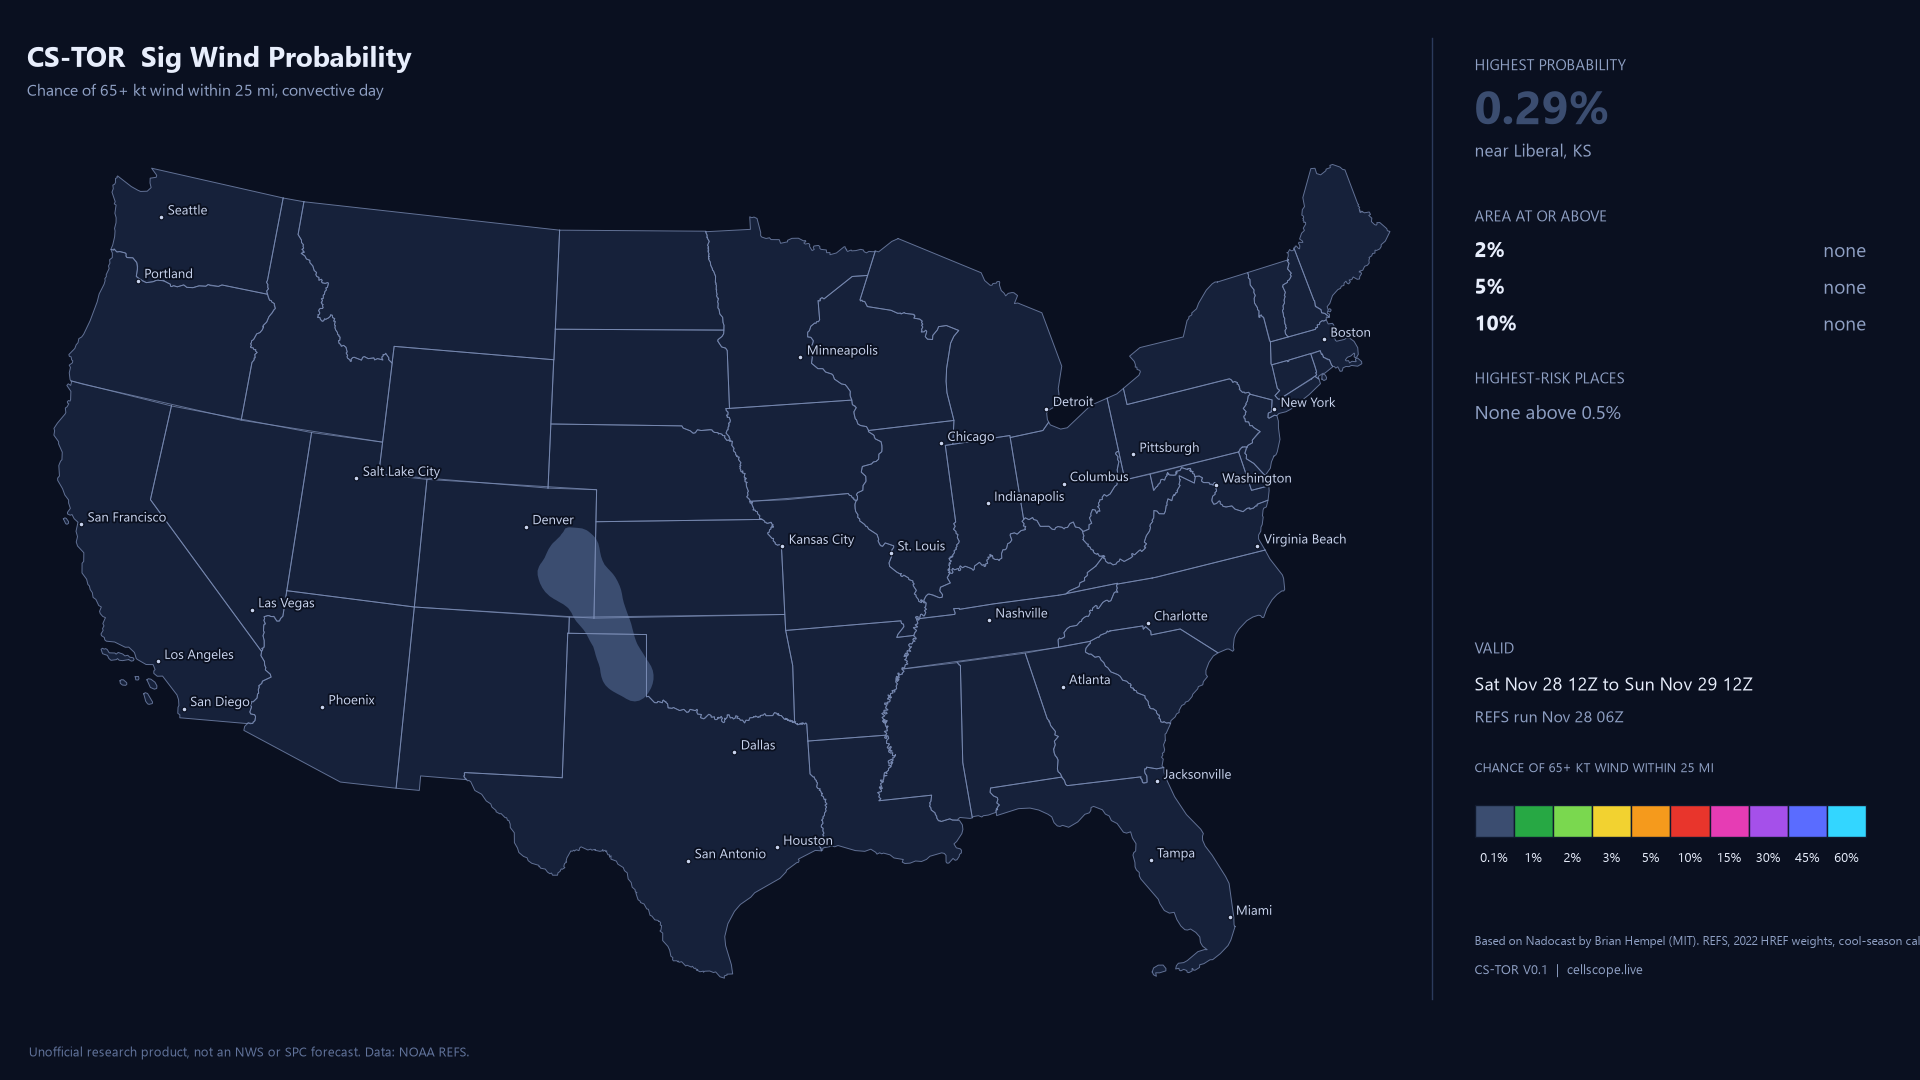 CS-TOR  Sig Wind Probability
Chance of 65+ kt wind within 25 mi, convective day
Seattle
Portland
Minneapolis
Boston
Detroit
New York
Chicago
Pittsburgh
Salt Lake City
Columbus
Washington
Indianapolis
San Francisco
Denver
Kansas City
St. Louis
Virginia Beach
Las Vegas
Nashville
Charlotte
Los Angeles
Atlanta
San Diego
Phoenix
Dallas
Jacksonville
San Antonio
Houston
Tampa
Miami
HIGHEST PROBABILITY
0.29%
near Liberal, KS
AREA AT OR ABOVE
2% none
5% none
10% none
HIGHEST-RISK PLACES
None above 0.5%
VALID
Sat Nov 28 12Z to Sun Nov 29 12Z
REFS run Nov 28 06Z
CHANCE OF 65+ KT WIND WITHIN 25 MI
0.1% 1% 2% 3% 5% 10% 15% 30% 45% 60%
Based on Nadocast by Brian Hempel (MIT). REFS, 2022 HREF weights, cool-season cal
CS-TOR V0.1 | cellscope.live
Unofficial research product, not an NWS or SPC forecast. Data: NOAA REFS.